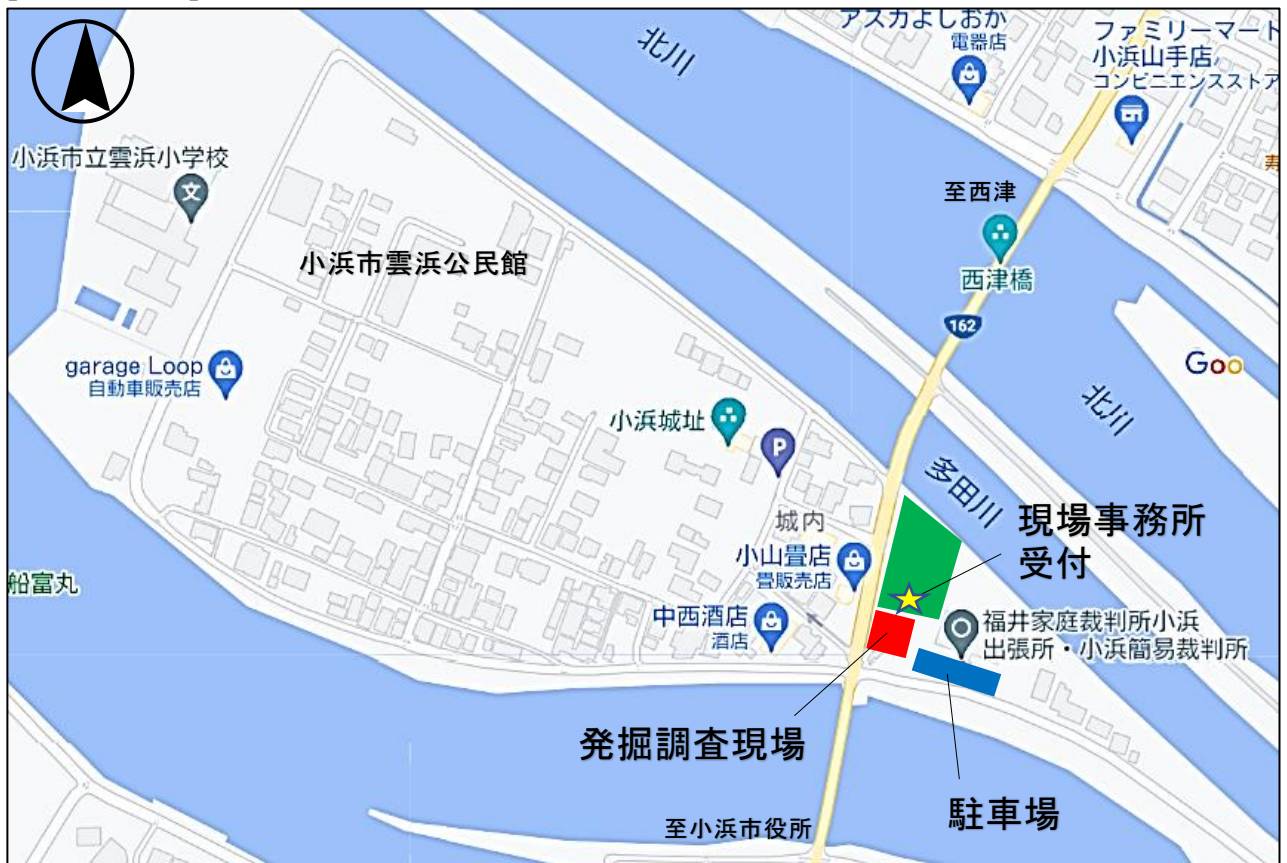 アスカよしおか
電器店
ファミリーマート
小浜山手店
コンビニエンスストア
北川
小浜市立雲浜小学校
文
至西津
小浜市雲浜公民館
西津橋
162
garage Loop
自動車販売店
Goo
北川
小浜城址
P
多田川
現場事務所
受付
城内
小山畳店
畳販売店
船富丸
中西酒店
酒店
福井家庭裁判所小浜
出張所・小浜簡易裁判所
発掘調査現場
駐車場
至小浜市役所